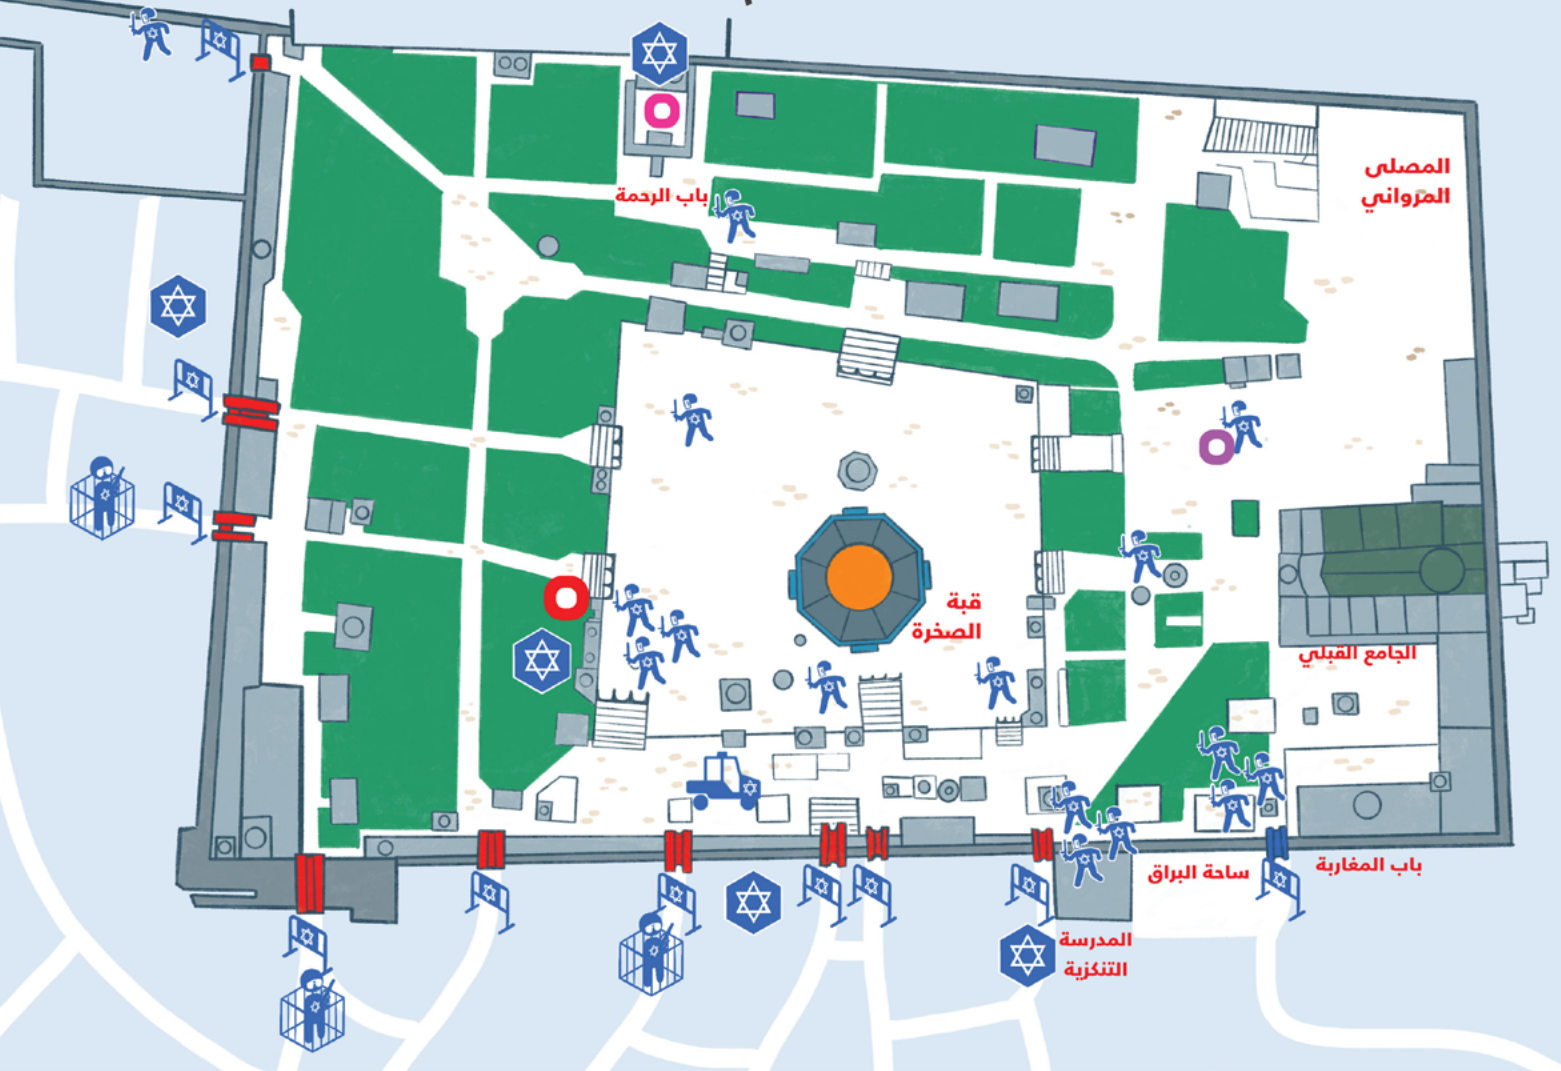 المصلى
المرواني
باب الرحمة
قبة
الصخرة
الجامع القبلي
باب المغاربة
ساحة البراق
المدرسة
التنكزية